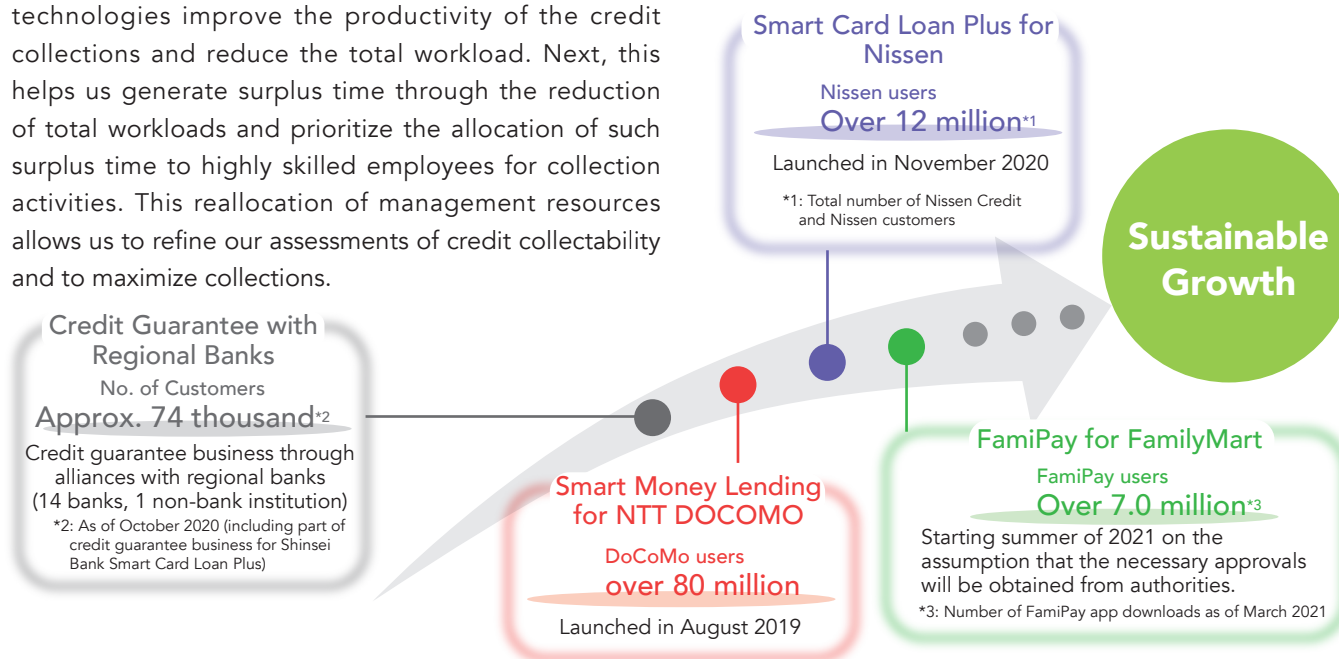 technologies improve the productivity of the credit
collections and reduce the total workload. Next, this
helps us generate surplus time through the reduction
of total workloads and prioritize the allocation of such
surplus time to highly skilled employees for collection
activities. This reallocation of management resources
allows us to refine our assessments of credit collectability
and to maximize collections.
Credit Guarantee with
Regional Banks
No. of Customers
Approx. 74 thousand*2
Credit guarantee business through
alliances with regional banks
(14 banks, 1 non-bank institution)
*2: As of October 2020 (including part of
credit guarantee business for Shinsei
Bank Smart Card Loan Plus)
Smart Money Lending
for NTT DOCOMO
DoCoMo users
over 80 million
Launched in August 2019
Smart Card Loan Plus for
Nissen
Nissen users
Over 12 million*1
Launched in November 2020
*1: Total number of Nissen Credit
and Nissen customers
FamiPay for FamilyMart
FamiPay users
Over 7.0 million*3
Starting summer of 2021 on the
assumption that the necessary approvals
will be obtained from authorities.
*3: Number of FamiPay app downloads as of March 2021
Sustainable
Growth